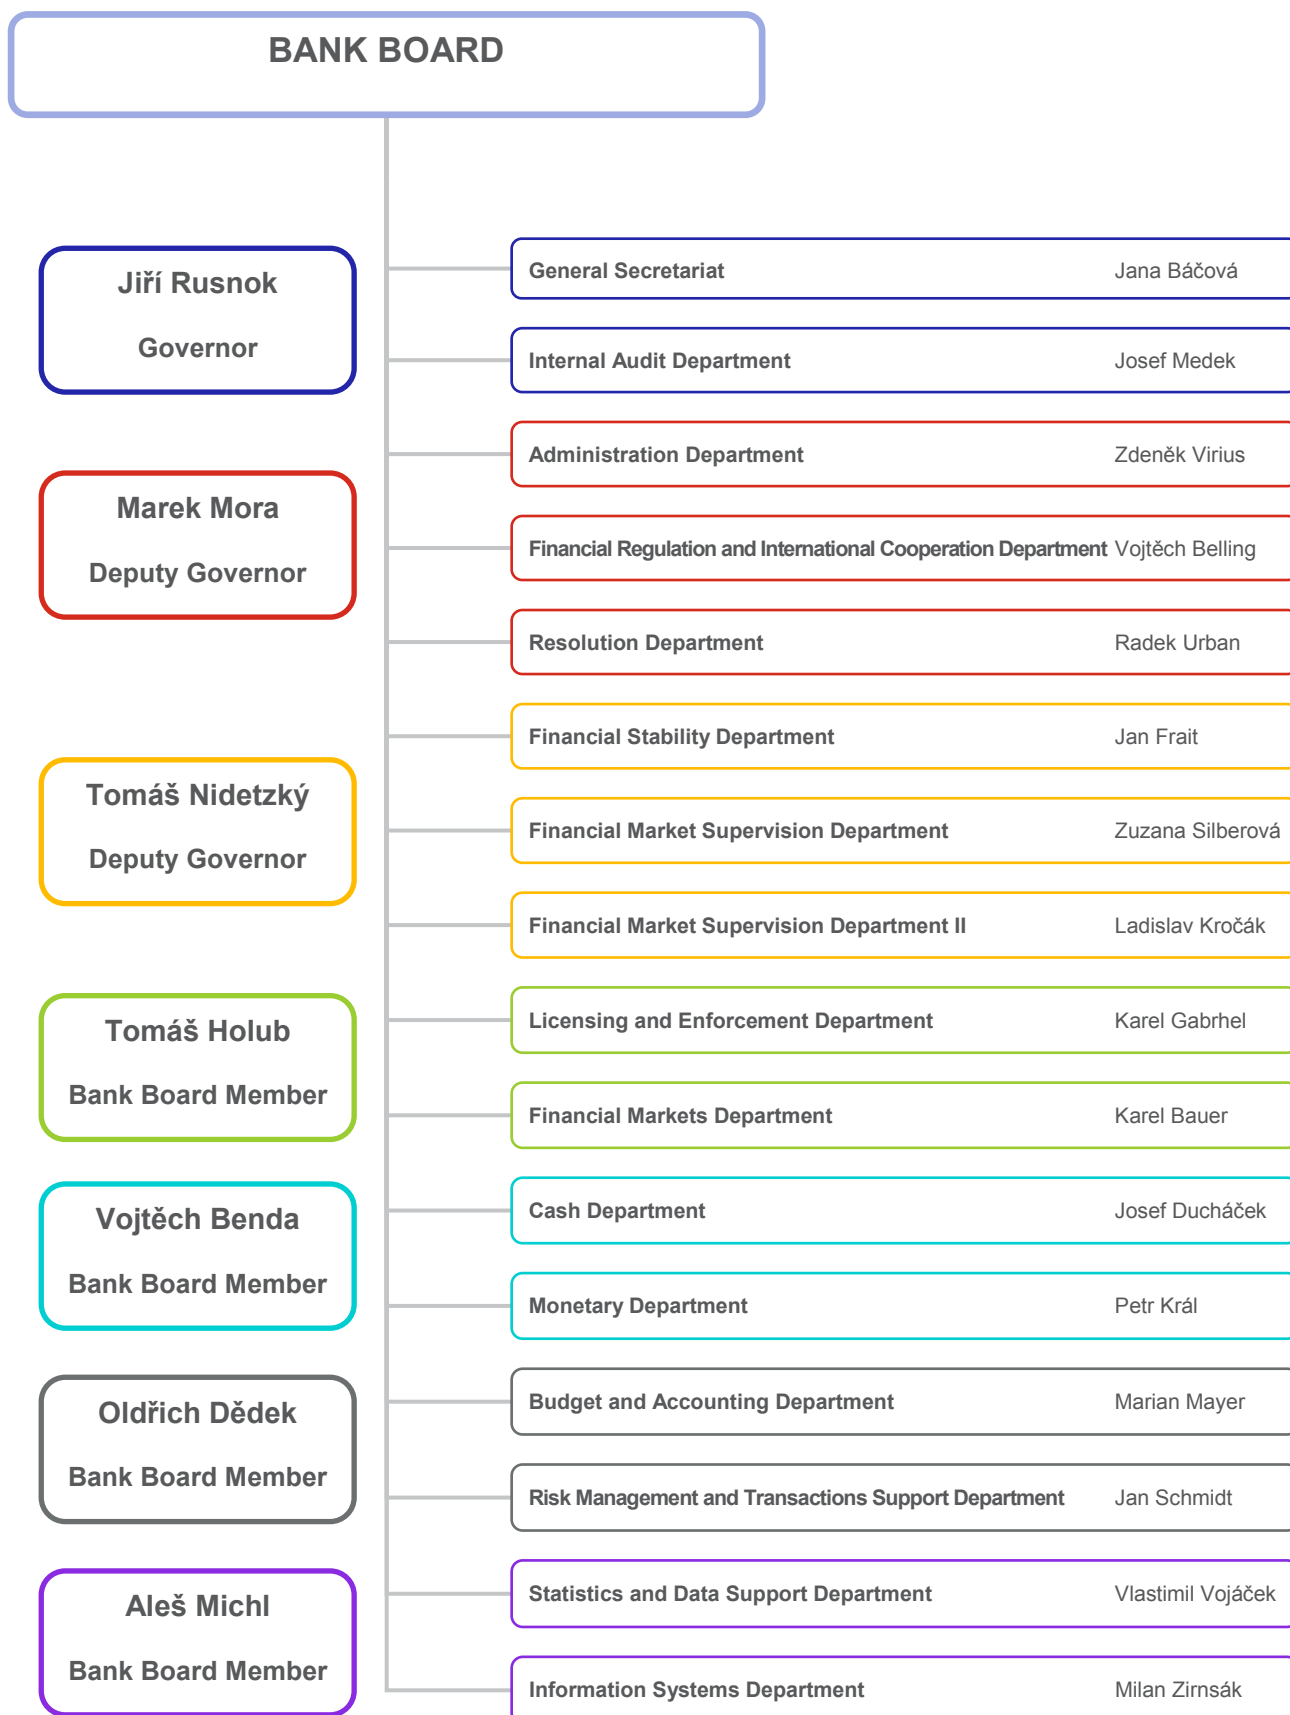 BANK BOARD
Jiří Rusnok
Governor
General Secretariat Jana Báčová
Internal Audit Department Josef Medek
Marek Mora
Deputy Governor
Administration Department Zdeněk Virius
Financial Regulation and International Cooperation Department Vojtěch Belling
Resolution Department Radek Urban
Tomáš Nidetzký
Deputy Governor
Financial Stability Department Jan Frait
Financial Market Supervision Department Zuzana Silberová
Financial Market Supervision Department II Ladislav Kročák
Tomáš Holub
Bank Board Member
Licensing and Enforcement Department Karel Gabrhel
Financial Markets Department Karel Bauer
Vojtěch Benda
Bank Board Member
Cash Department Josef Ducháček
Monetary Department Petr Král
Oldřich Dědek
Bank Board Member
Budget and Accounting Department Marian Mayer
Risk Management and Transactions Support Department Jan Schmidt
Aleš Michl
Bank Board Member
Statistics and Data Support Department Vlastimil Vojáček
Information Systems Department Milan Zirnsák